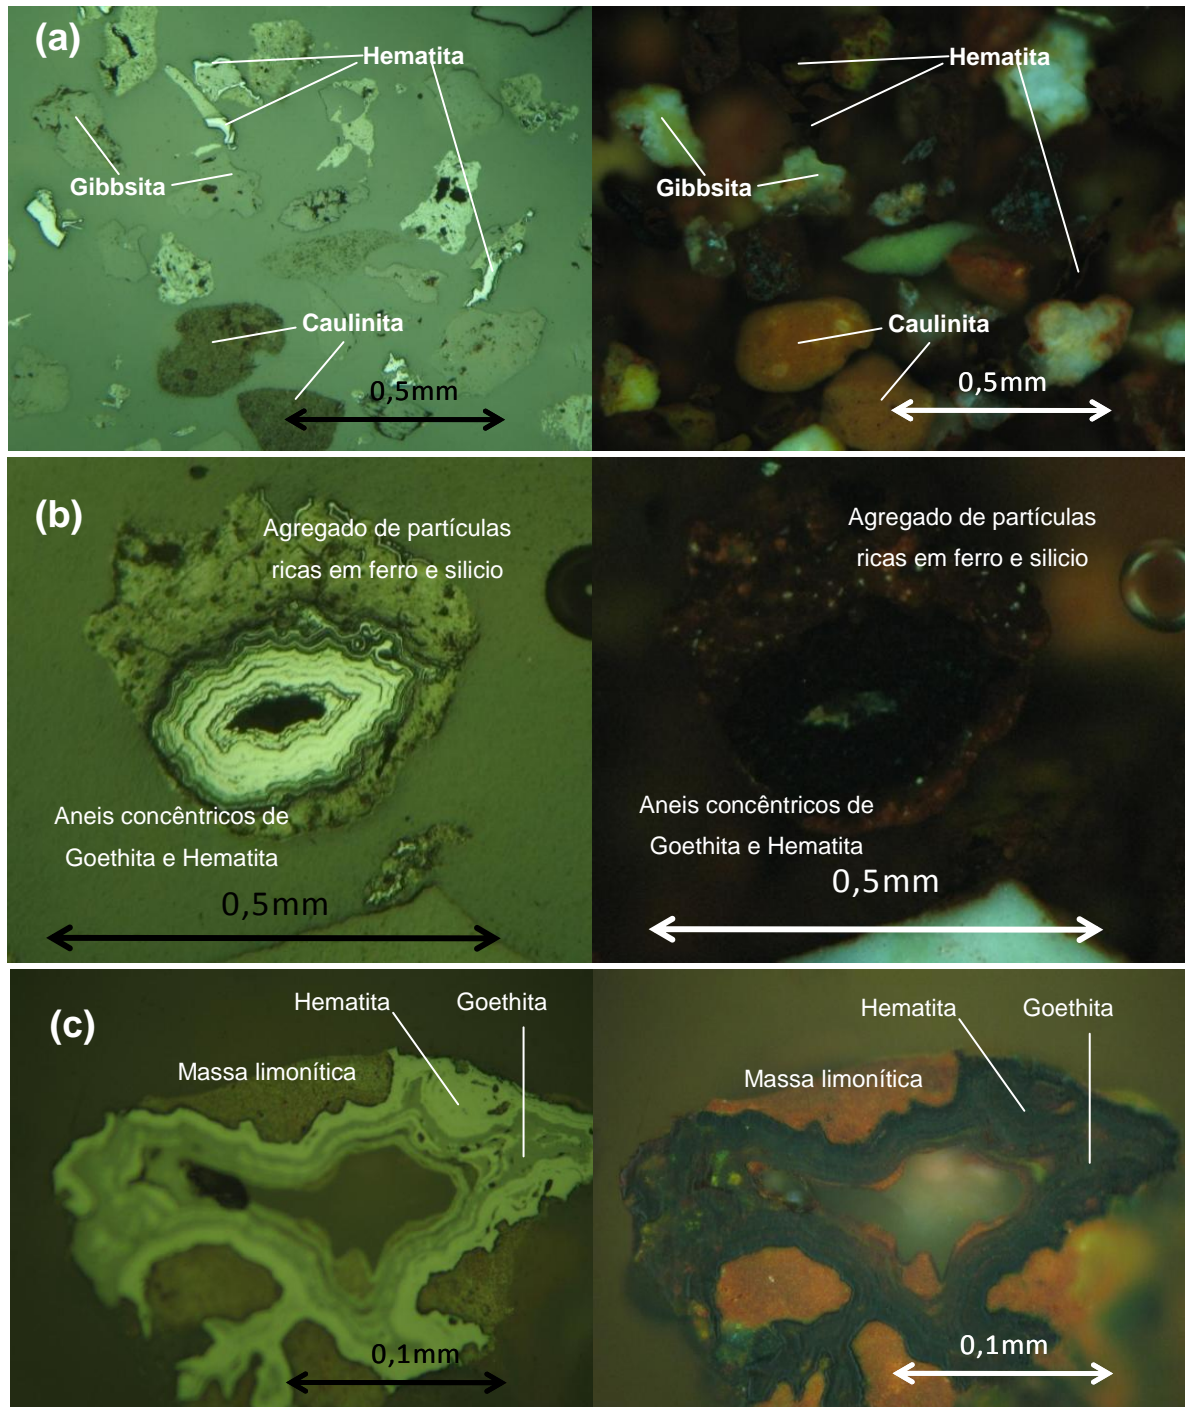 (a)
Hematita
Gibbsita
Caulinita
0,5mm
Hematita
Gibbsita
Caulinita
0,5mm
(b)
Agregado de partículas
ricas em ferro e silicio
Aneis concêntricos de
Goethita e Hematita
0,5mm
Agregado de partículas
ricas em ferro e silicio
Aneis concêntricos de
Goethita e Hematita
0,5mm
(c)
Hematita
Goethita
Massa limonítica
0,1mm
Hematita
Goethita
Massa limonítica
0,1mm